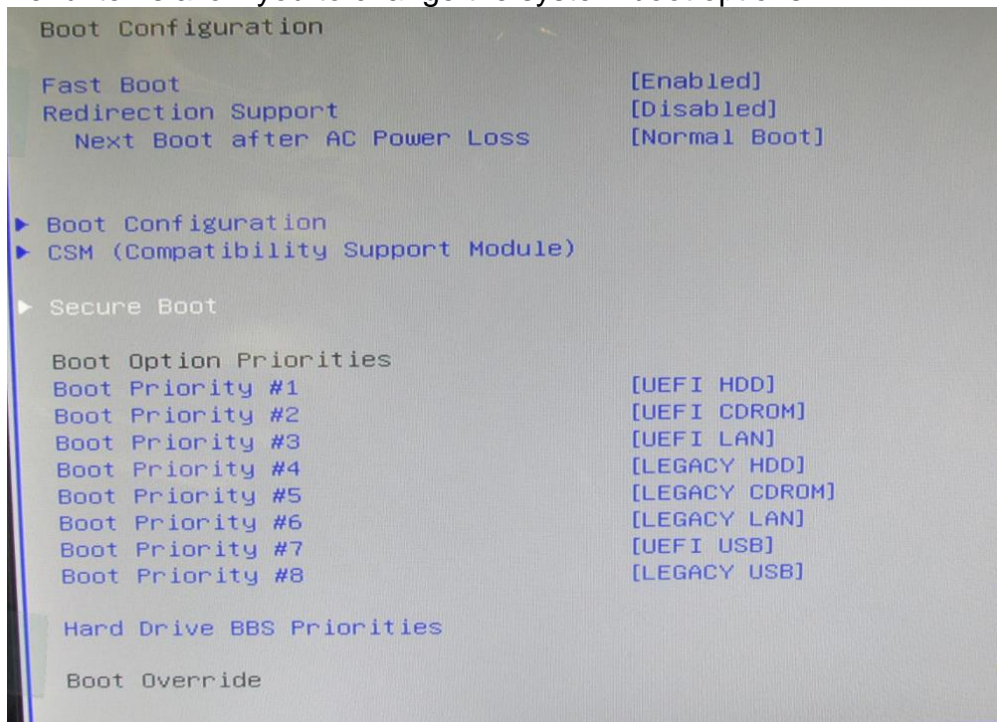 Boot Configuration
Fast Boot [Enabled]
Redirection Support [Disabled]
Next Boot after AC Power Loss [Normal Boot]
Boot Configuration
CSM (Compatibility Support Module)
Secure Boot
Boot Option Priorities
Boot Priority #1 [UEFI HDD]
Boot Priority #2 [UEFI CDROM]
Boot Priority #3 [UEFI LAN]
Boot Priority #4 [LEGACY HDD]
Boot Priority #5 [LEGACY CDROM]
Boot Priority #6 [LEGACY LAN]
Boot Priority #7 [UEFI USB]
Boot Priority #8 [LEGACY USB]
Hard Drive BBS Priorities
Boot Override